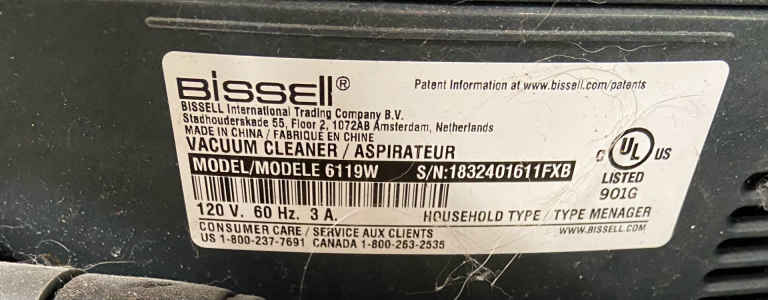 BISSELL®
Patent Information at www.bissell.com/patents
BISSELL International Trading Company B.V.
Stadhouderskade 55, Floor 2, 1072AB Amsterdam, Netherlands
MADE IN CHINA / FABRIQUE EN CHINE
VACUUM CLEANER / ASPIRATEUR
MODEL/MODELE 6119W S/N:1832401611FXB
C UL US
LISTED
901G
120 V. 60 Hz. 3 A. HOUSEHOLD TYPE / TYPE MENAGER
CONSUMER CARE / SERVICE AUX CLIENTS WWW.BISSELL.COM
US 1-800-237-7691 CANADA 1-800-263-2535